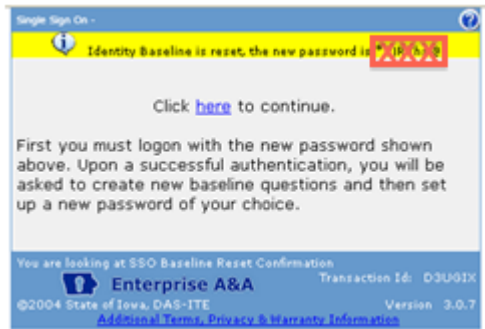 Single Sign On -
Identity Baseline is reset, the new password is
Click here to continue.
First you must logon with the new password shown
above. Upon a successful authentication, you will be
asked to create new baseline questions and then set
up a new password of your choice.
You are looking at SSO Baseline Reset Confirmation
Enterprise A&A
Transaction Id: D3UGIX
©2004 State of Iowa, DAS-ITE
Version 3.0.7
Additional Terms, Privacy & Warranty Information